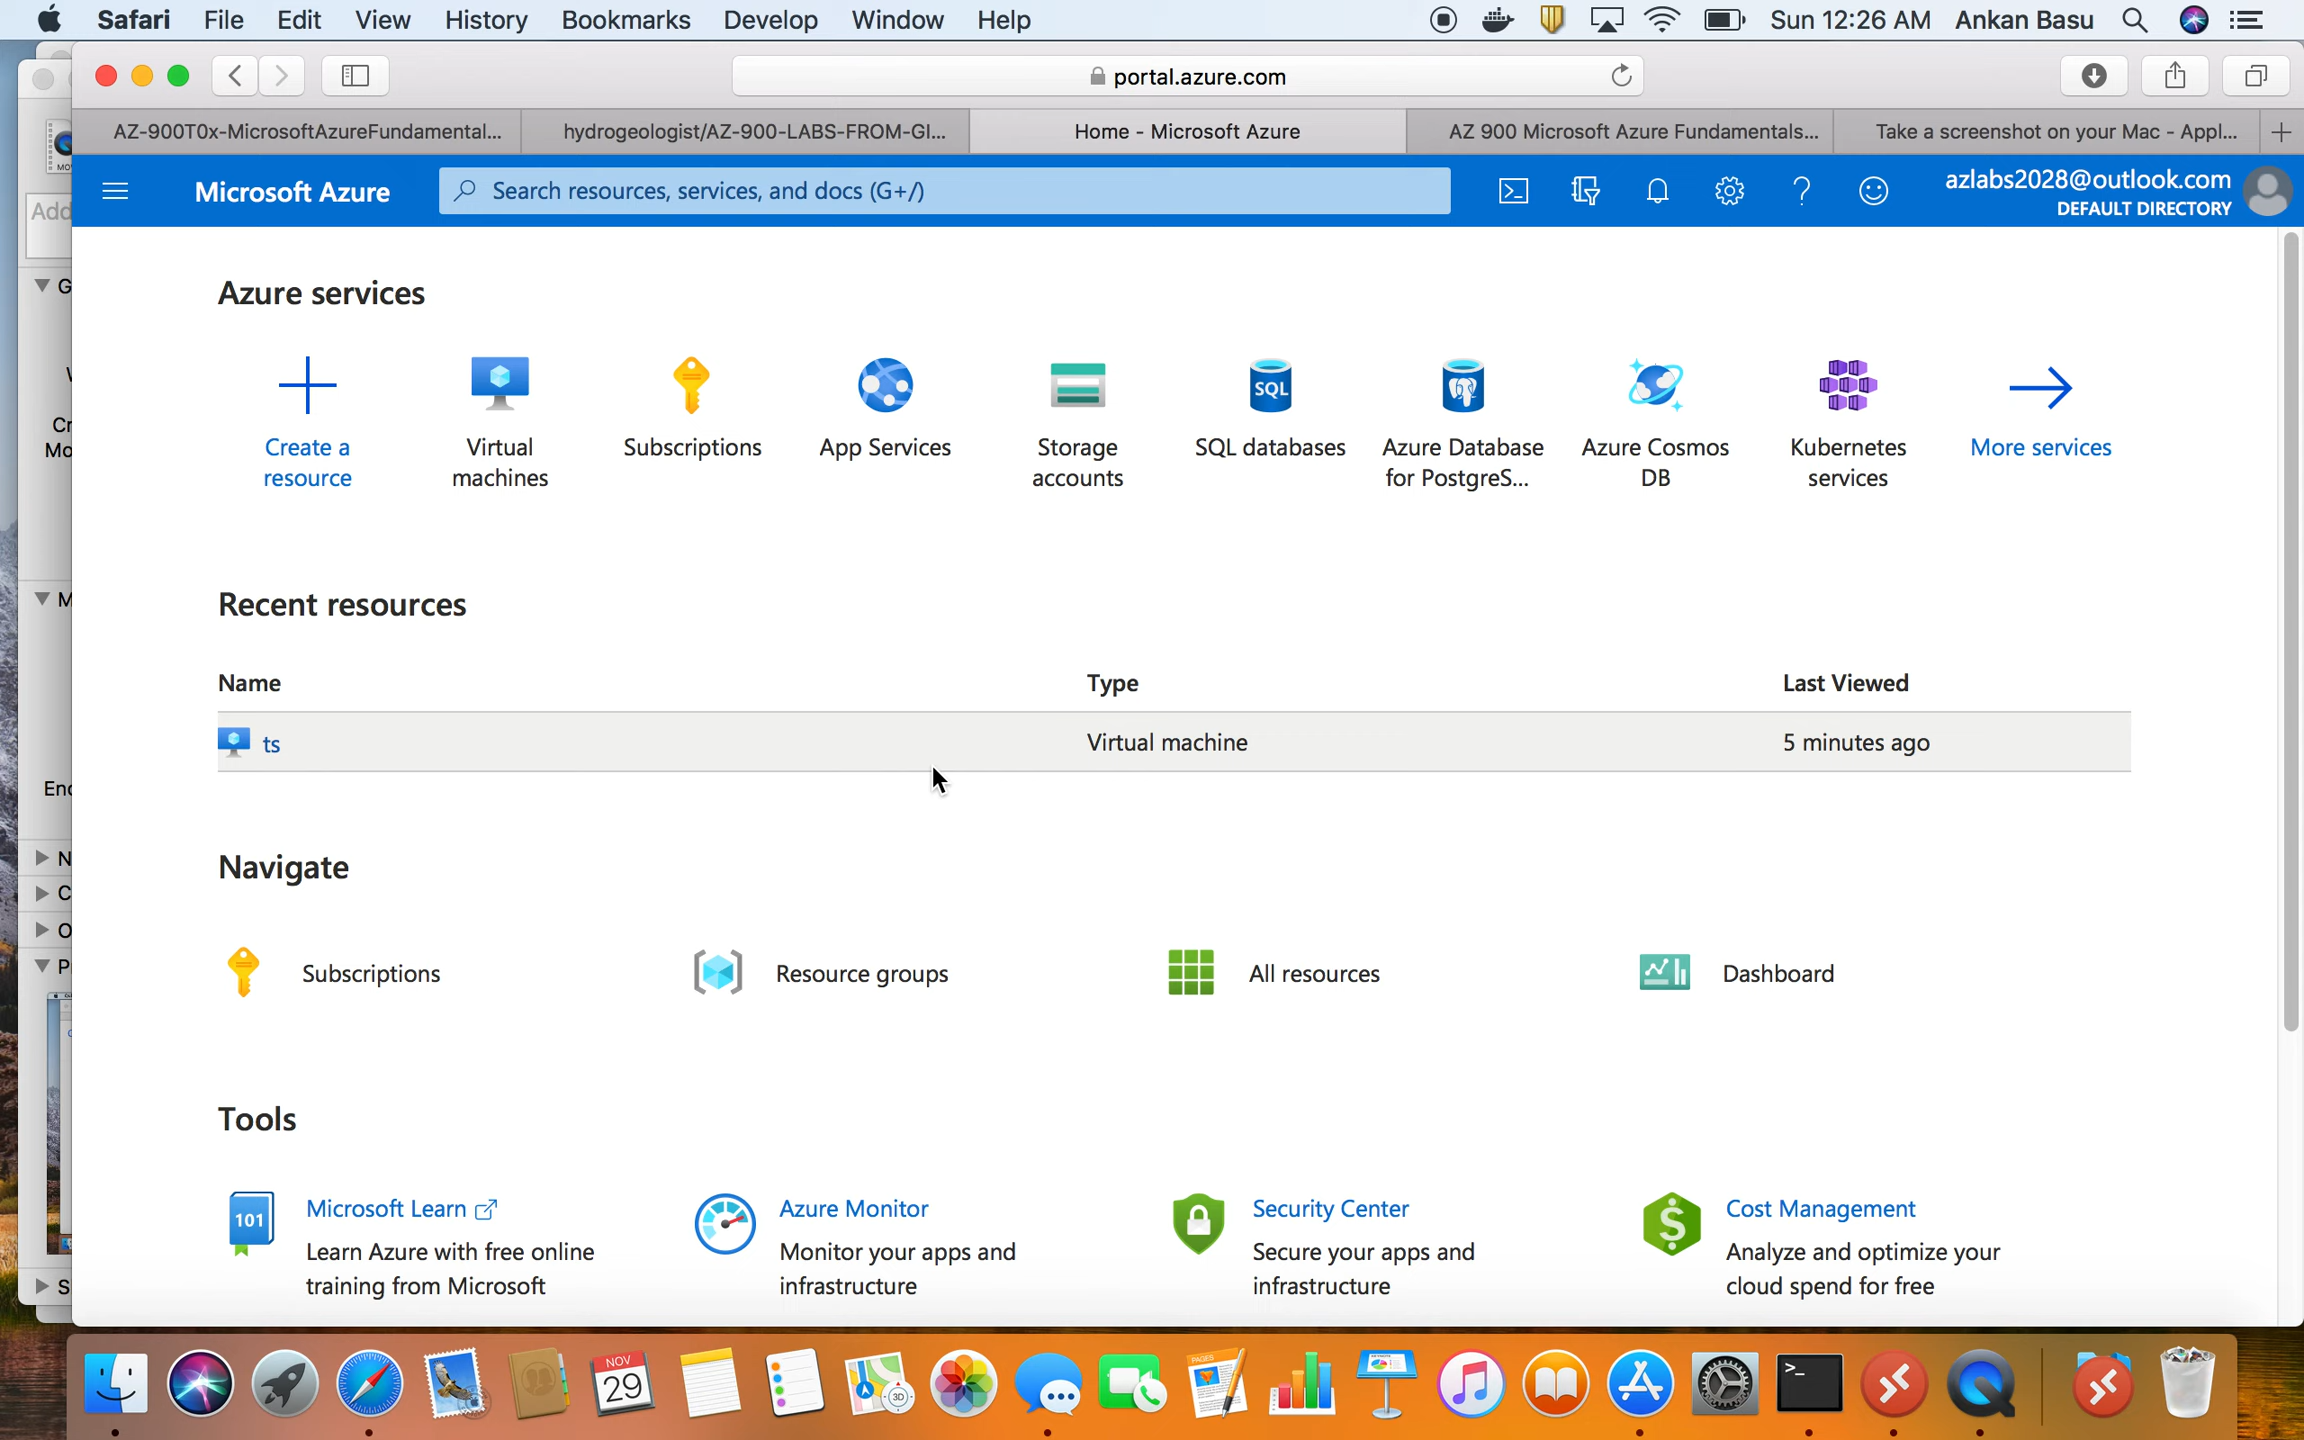 Safari File Edit View History Bookmarks Develop Window Help Sun 12:26 AM Ankan Basu
portal.azure.com
AZ-900T0x-MicrosoftAzureFundamental... hydrogeologist/AZ-900-LABS-FROM-GI... Home - Microsoft Azure AZ 900 Microsoft Azure Fundamentals... Take a screenshot on your Mac - Appl...
Microsoft Azure Search resources, services, and docs (G+/) azlabs2028@outlook.com
DEFAULT DIRECTORY
Add
Azure services
SQL
Create a resource
Virtual machines
Subscriptions
App Services
Storage accounts
SQL databases
Azure Database for PostgreS...
Azure Cosmos DB
Kubernetes services
More services
Cr
Mo
Recent resources
Name Type Last Viewed
ts Virtual machine 5 minutes ago
Navigate
Subscriptions Resource groups All resources Dashboard
Tools
101
Microsoft Learn
Learn Azure with free online
training from Microsoft
Azure Monitor
Monitor your apps and
infrastructure
Security Center
Secure your apps and
infrastructure
Cost Management
Analyze and optimize your
cloud spend for free
NOV
29
3D
PAGES